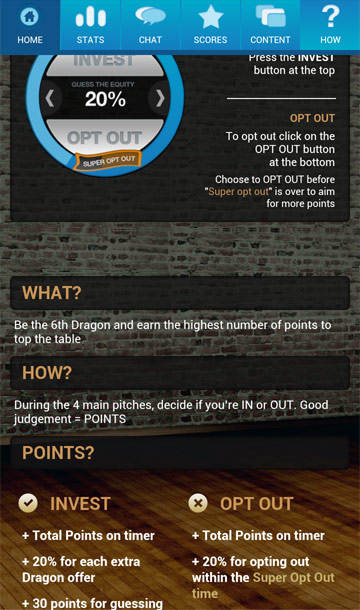 HOME STATS CHAT SCORES CONTENT HOW
INVEST
GUESS THE EQUITY
20%
OPT OUT
SUPER OPT OUT
Press the INVEST
button at the top
OPT OUT
To opt out click on the
OPT OUT button
at the bottom
Choose to OPT OUT before
"Super opt out" is over to aim
for more points
WHAT?
Be the 6th Dragon and earn the highest number of points to
top the table
HOW?
During the 4 main pitches, decide if you're IN or OUT. Good
judgement = POINTS
POINTS?
INVEST
+ Total Points on timer
+ 20% for each extra
Dragon offer
+ 30 points for guessing
OPT OUT
+ Total Points on timer
+ 20% for opting out
within the Super Opt Out
time